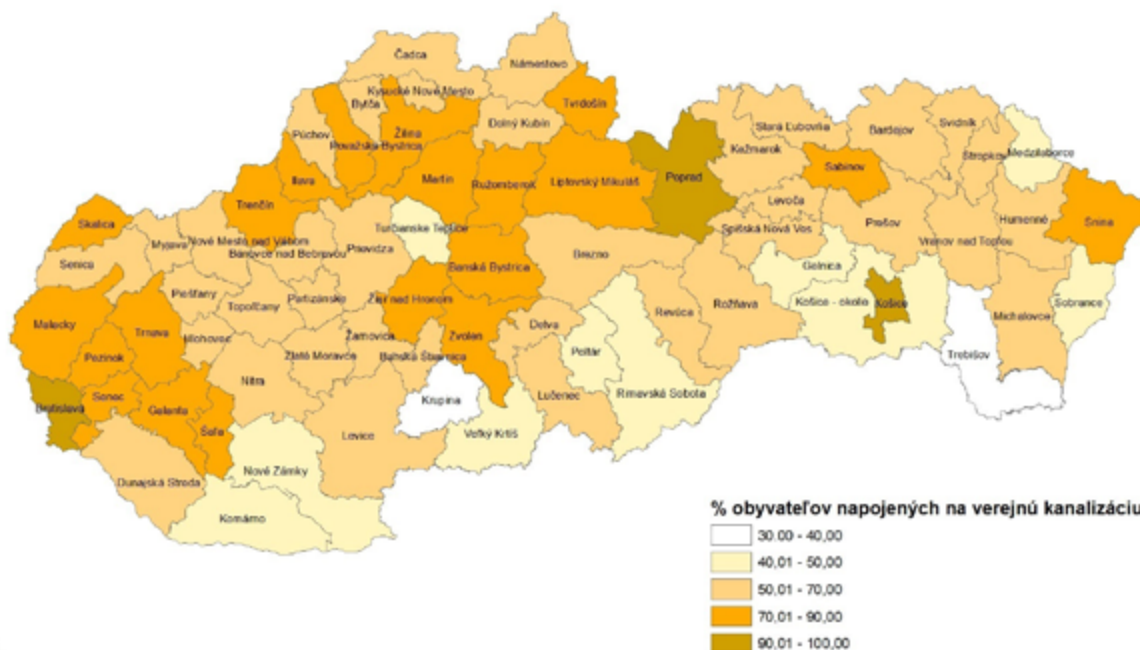 Čadca
Námestovo
Kysucké Nové Mesto
Bytča
Tvrdošín
Dolný Kubín
Púchov
Považská Bystrica
Žilina
Stará Ľubovňa
Bardejov
Svidník
Stropkov
Medzilaborce
Kežmarok
Ilava
Martin
Ružomberok
Liptovský Mikuláš
Poprad
Sabinov
Trenčín
Levoča
Prešov
Humenné
Snina
Skalica
Turčianske Teplice
Spišská Nová Ves
Myjava
Nové Mesto nad Váhom
Bánovce nad Bebravou
Prievidza
Vranov nad Topľou
Senica
Banská Bystrica
Brezno
Gelnica
Piešťany
Topoľčany
Partizánske
Žiar nad Hronom
Košice - okolie
Košice
Sobrance
Rožňava
Revúca
Michalovce
Malacky
Trnava
Hlohovec
Žarnovica
Zvolen
Detva
Zlaté Moravce
Banská Štiavnica
Poltár
Trebišov
Pezinok
Nitra
Rimavská Sobota
Bratislava
Senec
Galanta
Krupina
Lučenec
Šaľa
Levice
Veľký Krtíš
Nové Zámky
Dunajská Streda
Komárno
% obyvateľov napojených na verejnú kanalizáciu
30,00 - 40,00
40,01 - 50,00
50,01 - 70,00
70,01 - 90,00
90,01 - 100,00